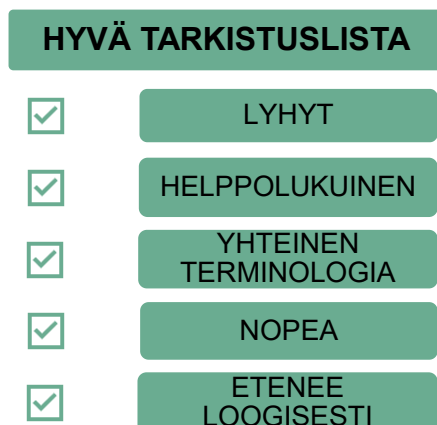 HYVÄ TARKISTUSLISTA
LYHYT
HELPPOLUKUINEN
YHTEINEN
TERMINOLOGIA
NOPEA
ETENEE
LOOGISESTI